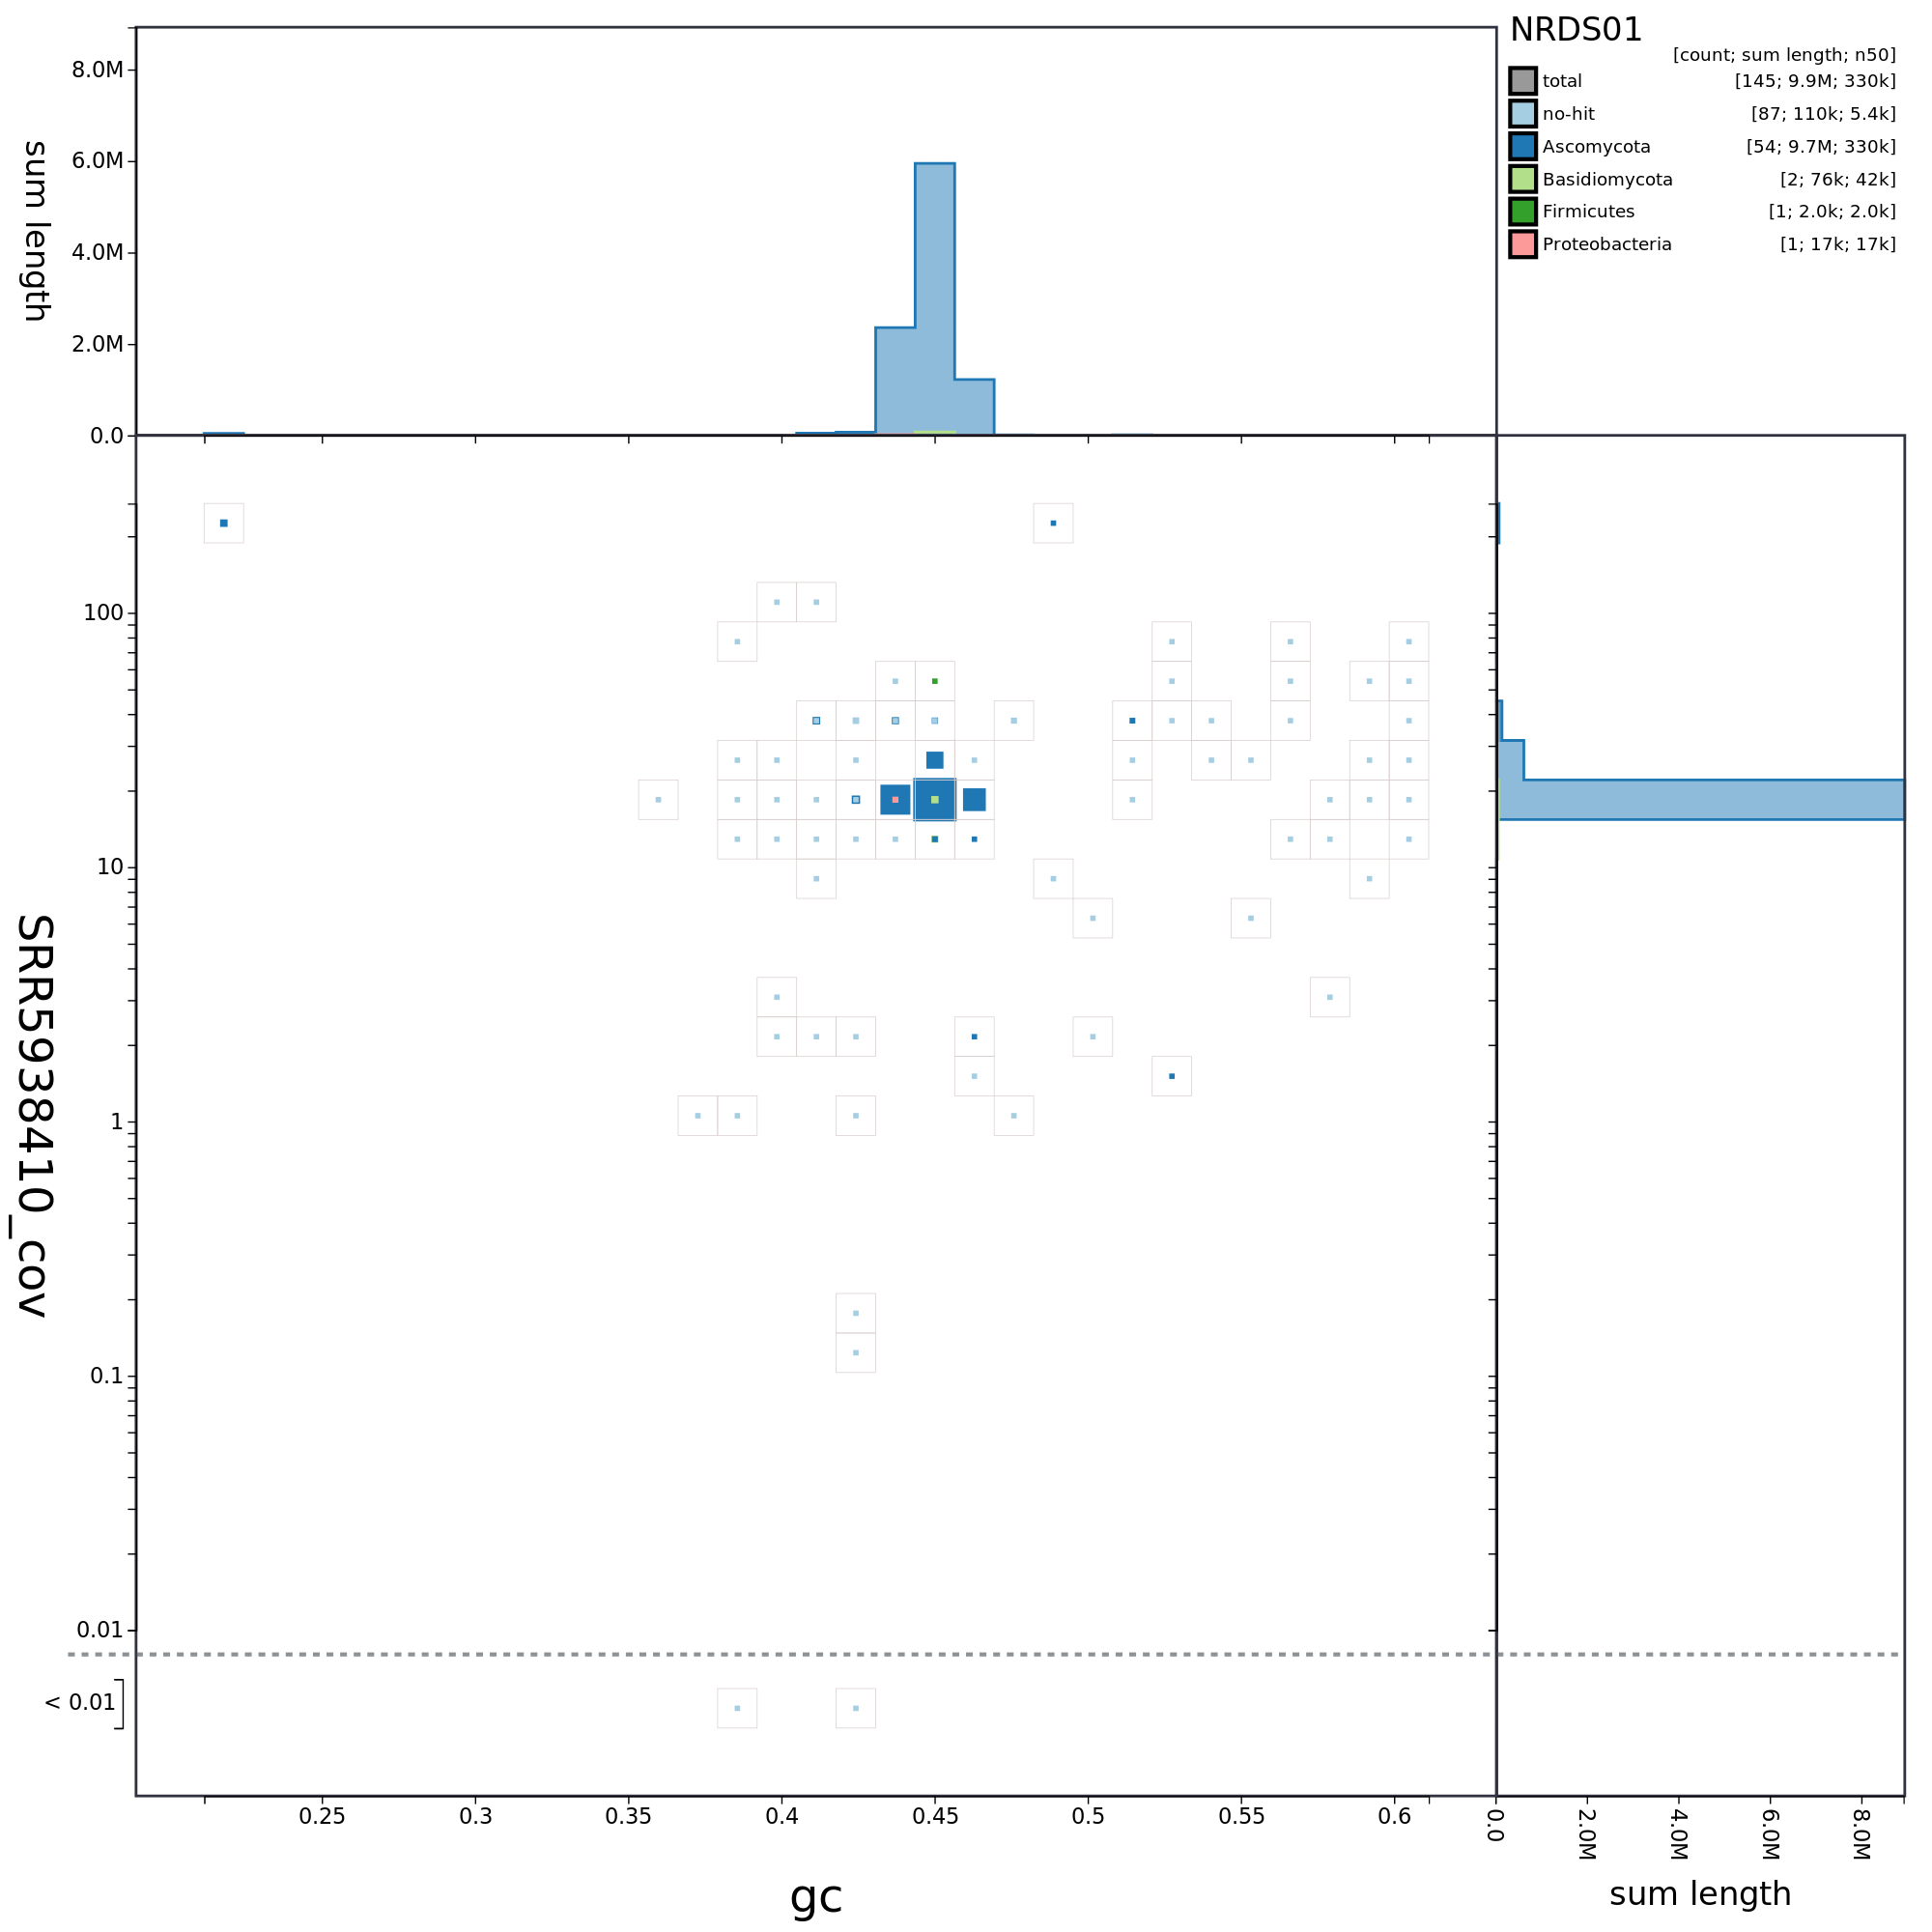 NRDS01
[count; sum length; n50]
total [145; 9.9M; 330k]
no-hit [87; 110k; 5.4k]
Ascomycota [54; 9.7M; 330k]
Basidiomycota [2; 76k; 42k]
Firmicutes [1; 2.0k; 2.0k]
Proteobacteria [1; 17k; 17k]
sum length
8.0M
6.0M
4.0M
2.0M
0.0
SRR5938410_cov
100
10
1
0.1
0.01
< 0.01
0.25 0.3 0.35 0.4 0.45 0.5 0.55 0.6
gc
0.0 2.0M 4.0M 6.0M 8.0M
sum length